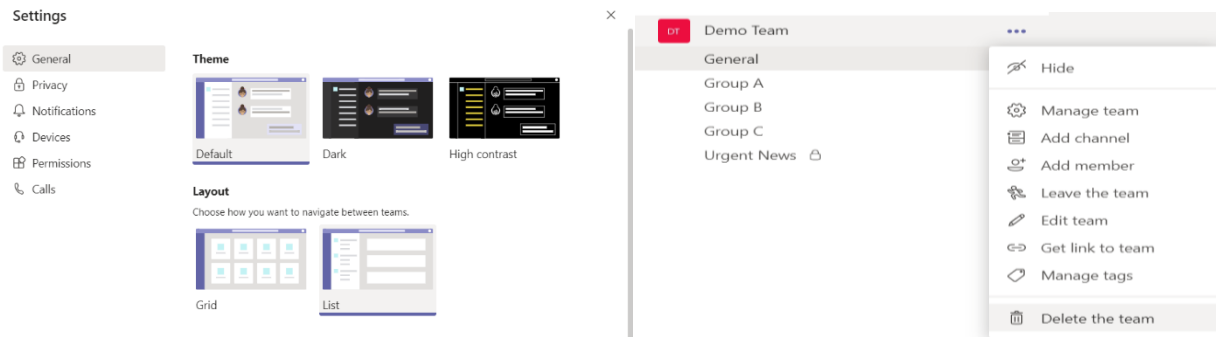 Settings
General
Privacy
Notifications
Devices
Permissions
Calls
Theme
Default
Dark
High contrast
Layout
Choose how you want to navigate between teams.
Grid
List
DT Demo Team
General
Group A
Group B
Group C
Urgent News
Hide
Manage team
Add channel
Add member
Leave the team
Edit team
Get link to team
Manage tags
Delete the team